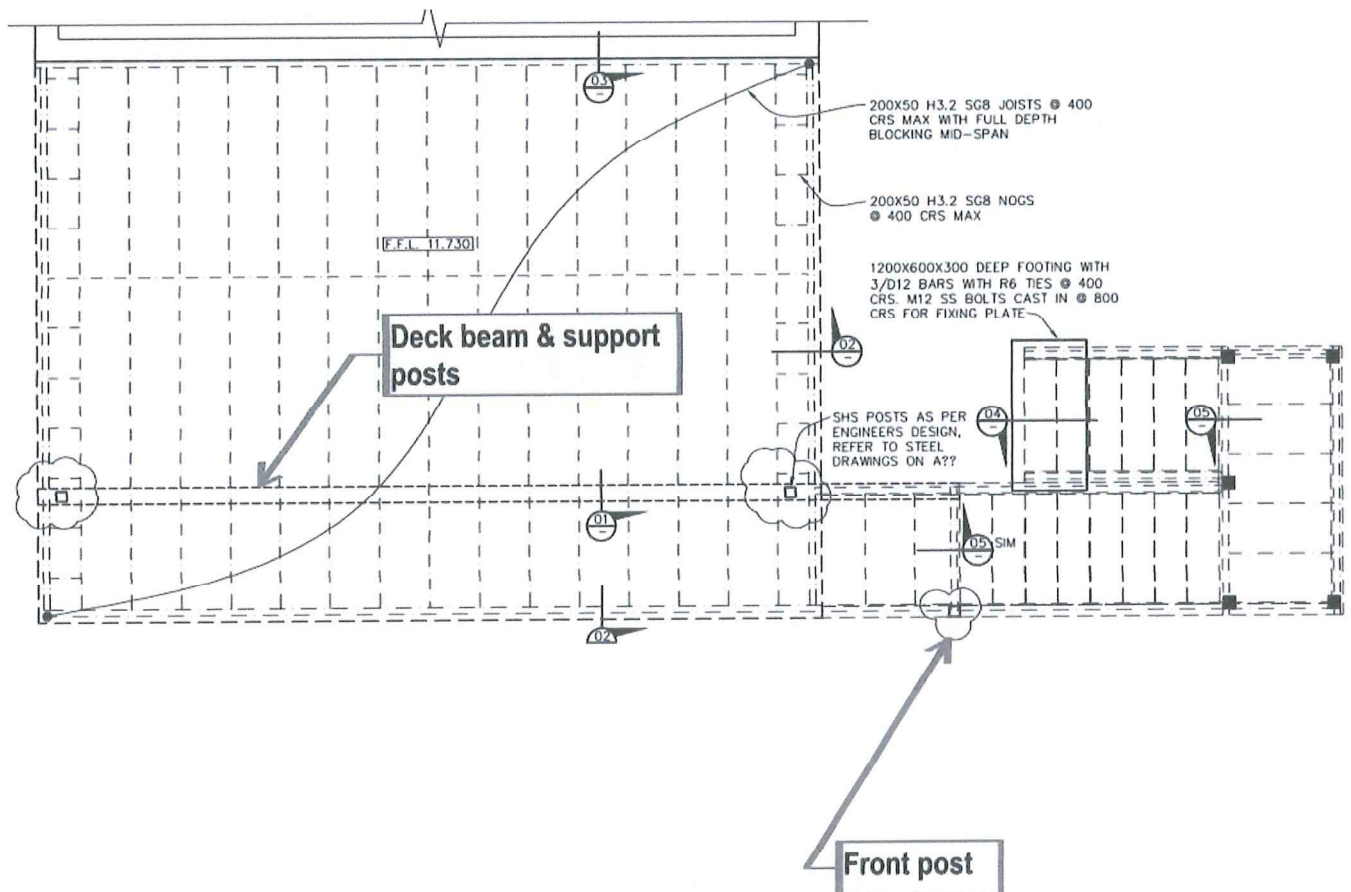 03
–
200X50 H3.2 SG8 JOISTS @ 400
CRS MAX WITH FULL DEPTH
BLOCKING MID-SPAN
200X50 H3.2 SG8 NOGS
@ 400 CRS MAX
F.F.L. 11.730
1200X600X300 DEEP FOOTING WITH
3/D12 BARS WITH R6 TIES @ 400
CRS. M12 SS BOLTS CAST IN @ 800
CRS FOR FIXING PLATE
Deck beam & support
posts
02
–
SHS POSTS AS PER
ENGINEERS DESIGN,
REFER TO STEEL
DRAWINGS ON A??
04
–
05
–
01
–
05
–
SIM
02
Front post